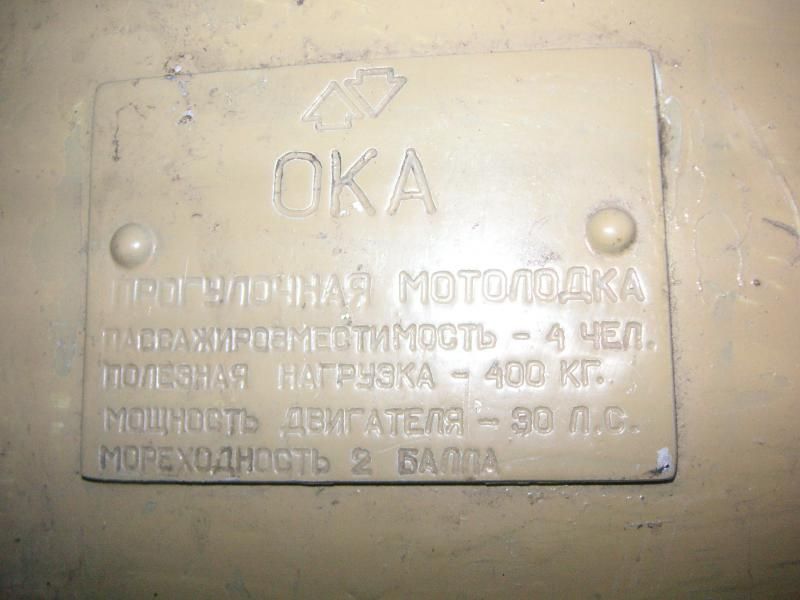 ОКА
ПРОГУЛОЧНАЯ МОТОЛОДКА
ПАССАЖИРОВМЕСТИМОСТЬ - 4 ЧЕЛ.
ПОЛЕЗНАЯ НАГРУЗКА - 400 КГ.
МОЩНОСТЬ ДВИГАТЕЛЯ - 30 Л.С.
МОРЕХОДНОСТЬ 2 БАЛЛА